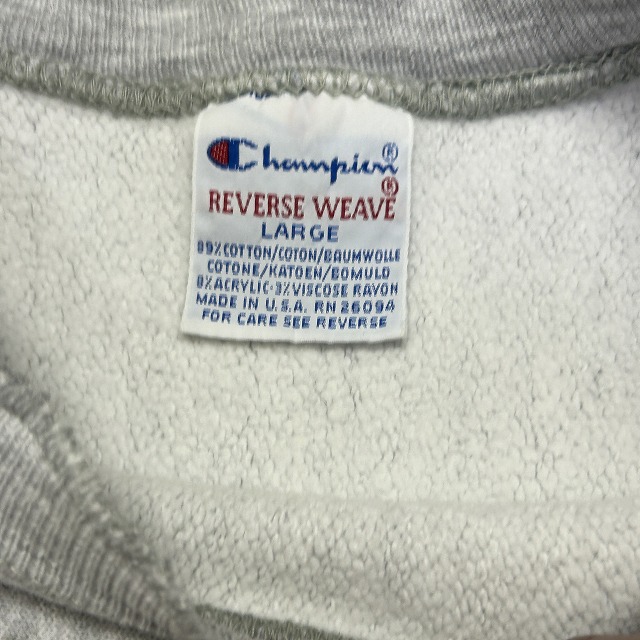 Champion®
REVERSE WEAVE®
LARGE
89% COTTON/COTON/BAUMWOLLE
COTONE/KATOEN/BOMULD
8% ACRYLIC·3% VISCOSE RAYON
MADE IN U.S.A. RN 26094
FOR CARE SEE REVERSE